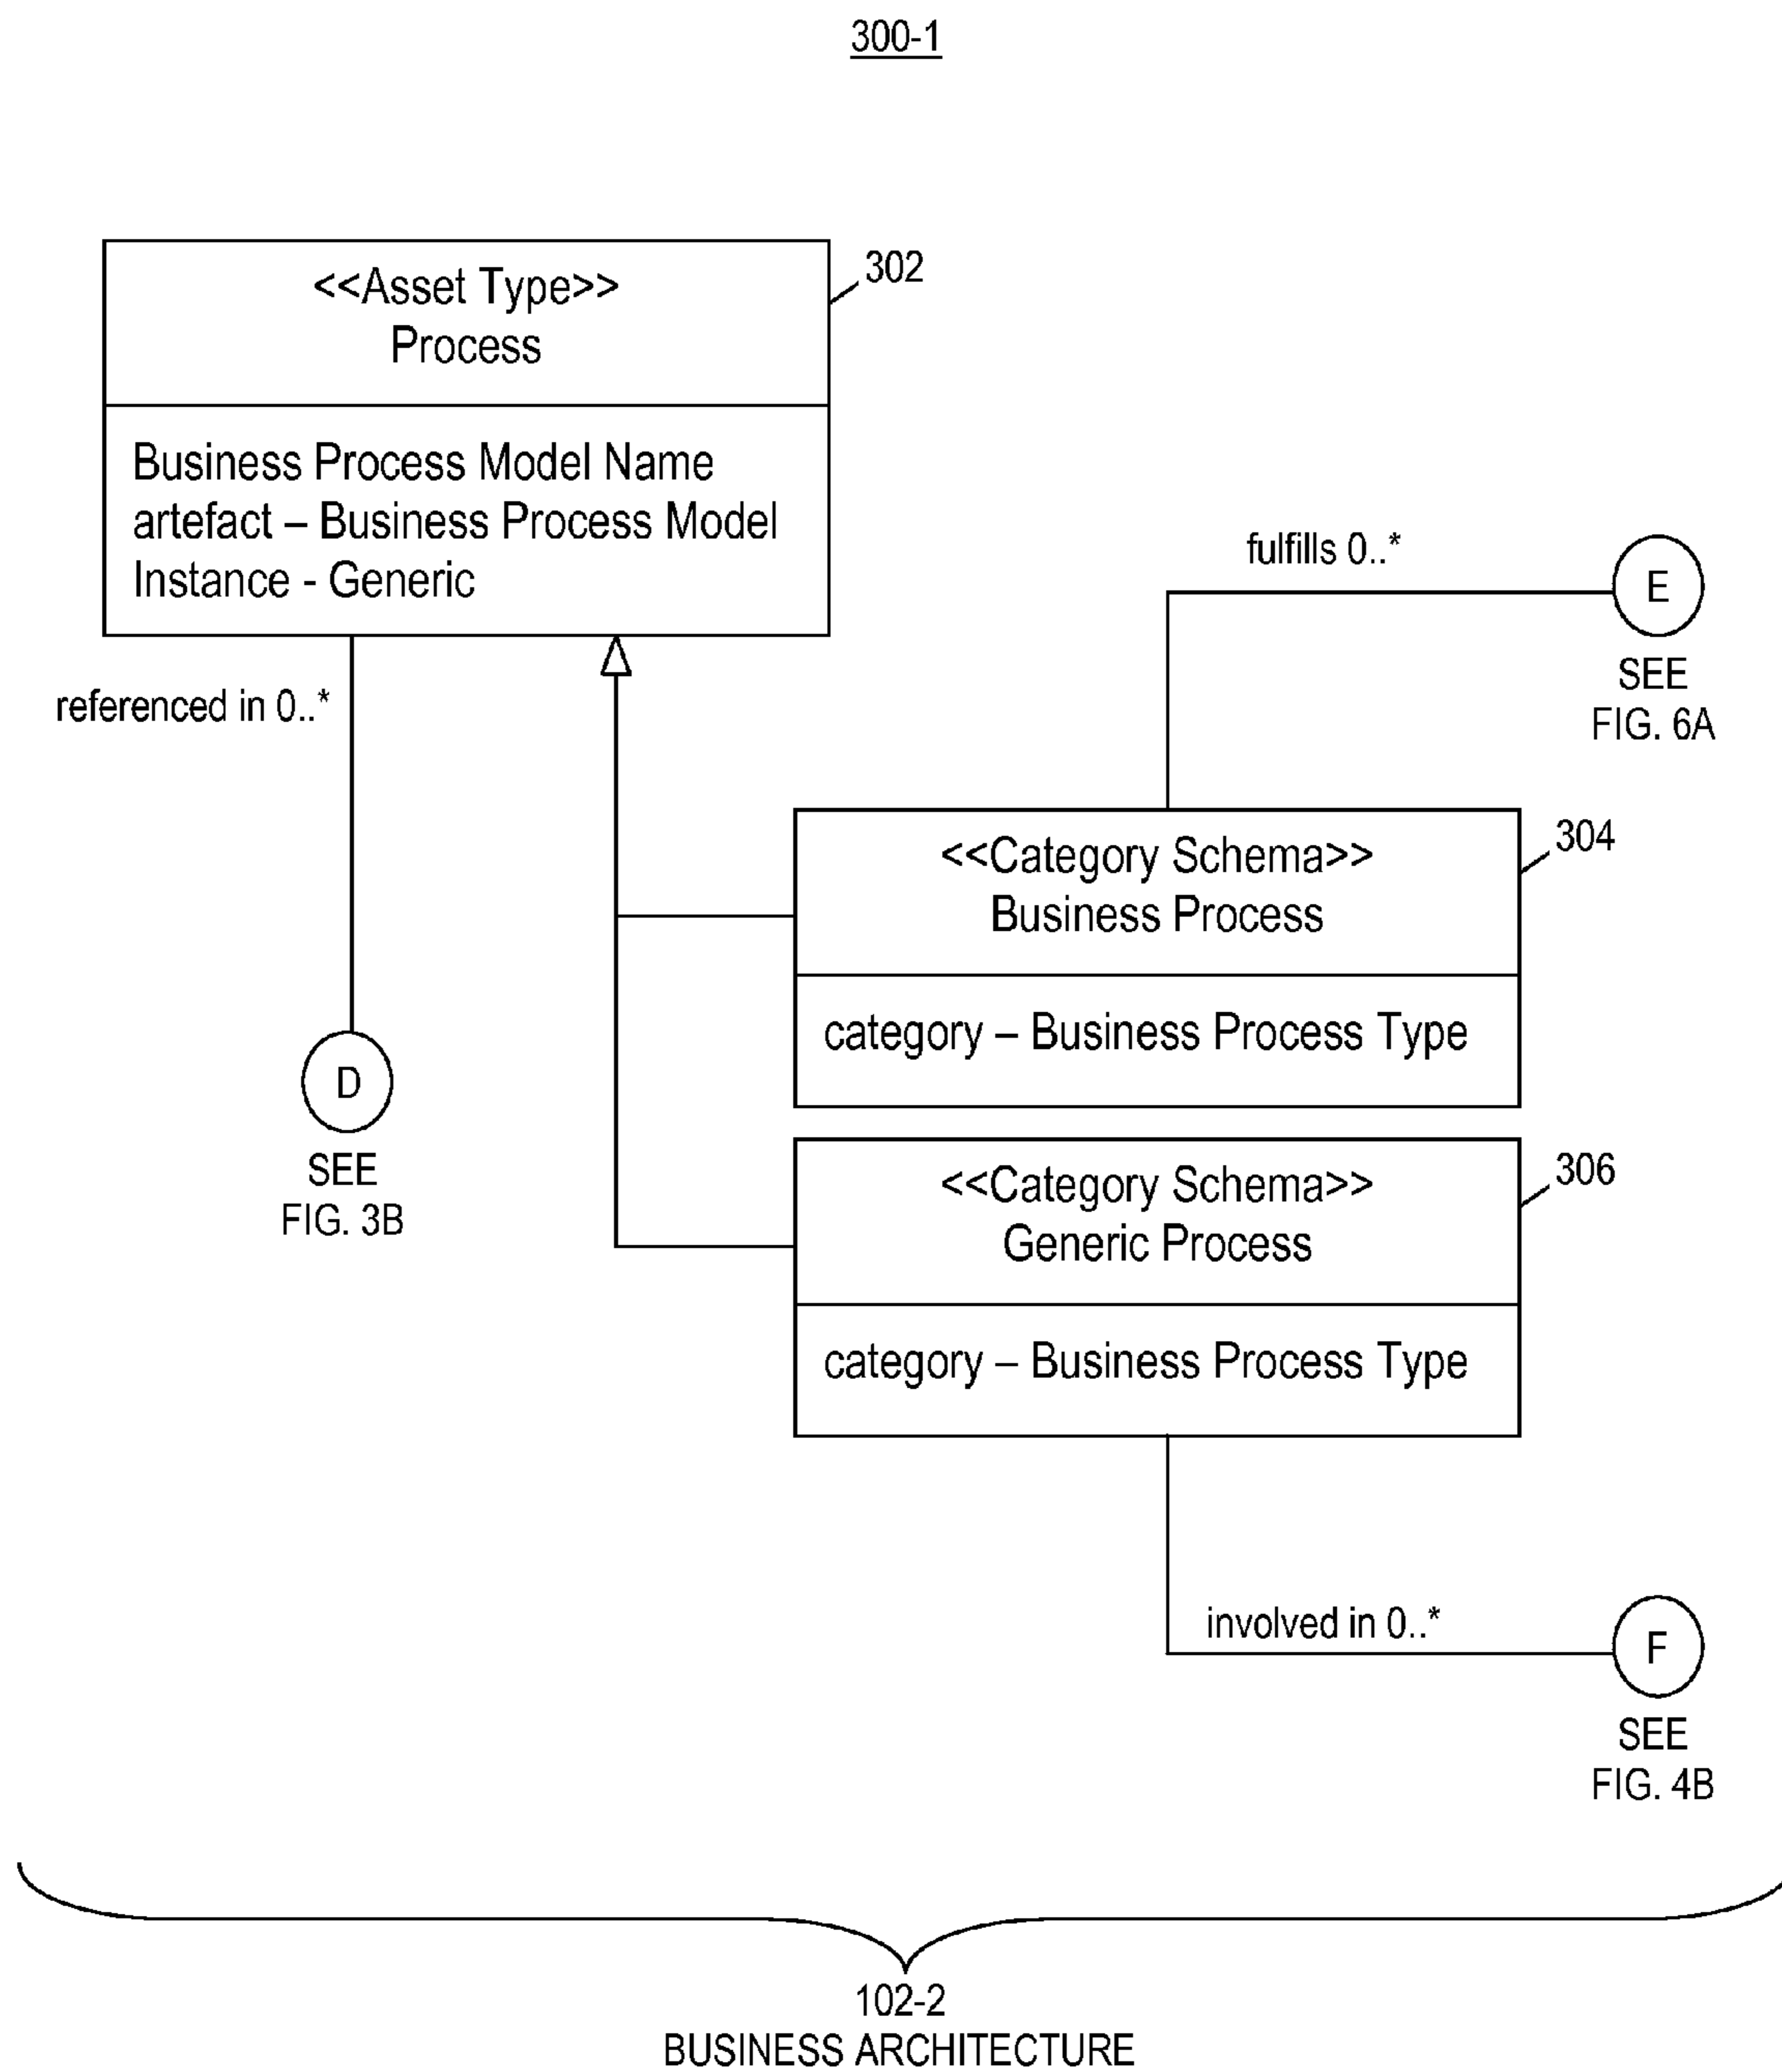 300-1
<<Asset Type>>
Process
302
Business Process Model Name
artefact – Business Process Model
Instance - Generic
fulfills 0..*
E
SEE
FIG. 6A
referenced in 0..*
<<Category Schema>>
Business Process
304
category – Business Process Type
D
SEE
FIG. 3B
<<Category Schema>>
Generic Process
306
category – Business Process Type
involved in 0..*
F
SEE
FIG. 4B
102-2
BUSINESS ARCHITECTURE